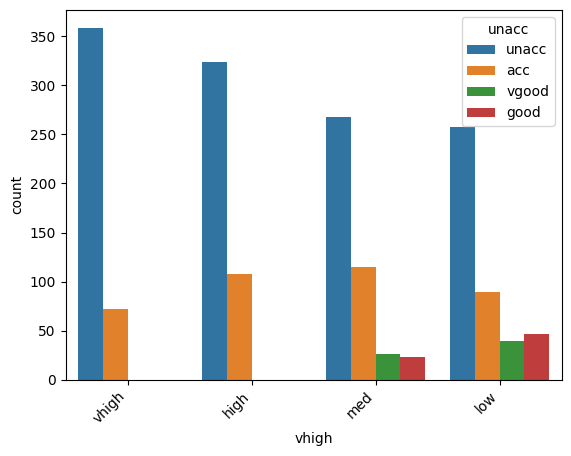 350
300
250
200
150
100
50
0
count
vhigh
high
med
low
vhigh
unacc
unacc
acc
vgood
good